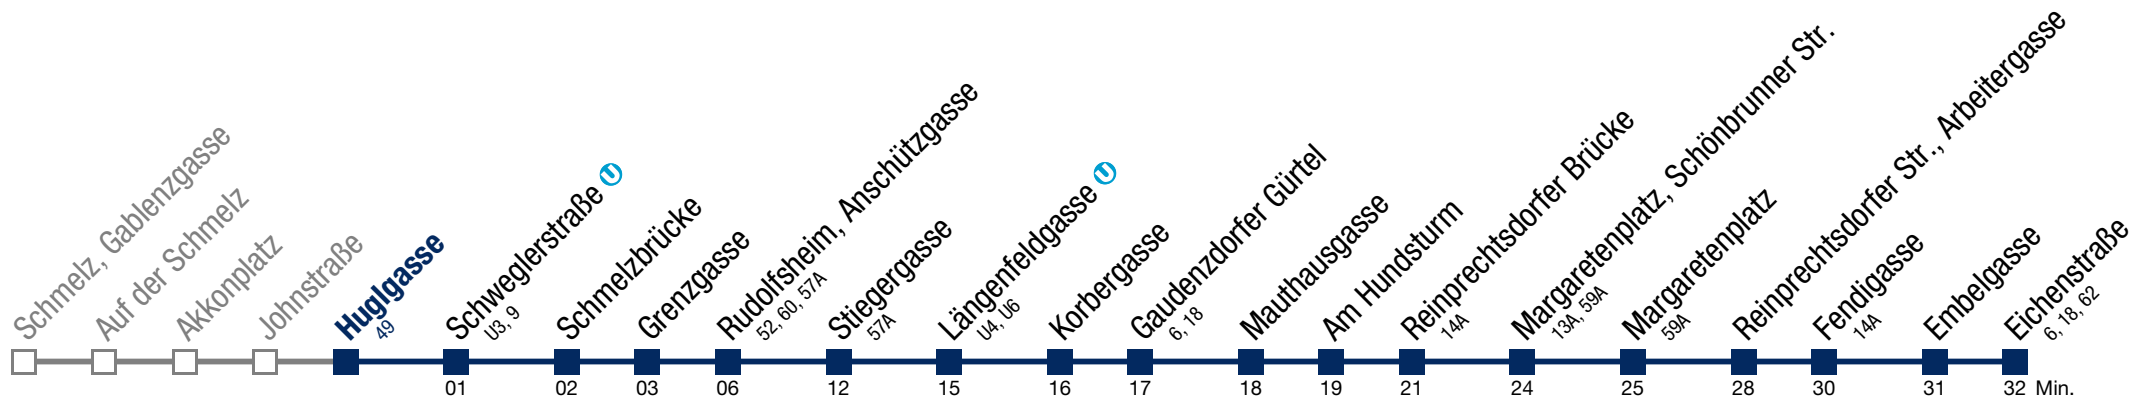 Schmelz, Gablenzgasse
Auf der Schmelz
Akkonplatz
Johnstraße
Huglgasse
49
Schweglerstraße U
U3, 9
01
Schmelzbrücke
02
Grenzgasse
03
Rudolfsheim, Anschützgasse
52, 60, 57A
06
Stiegergasse
57A
12
Längenfeldgasse U
U4, U6
15
Korbergasse
16
Gaudenzdorfer Gürtel
6, 18
17
Mauthausgasse
18
Am Hundsturm
19
Reinprechtsdorfer Brücke
14A
21
Margaretenplatz, Schönbrunner Str.
13A, 59A
24
Margaretenplatz
59A
25
Reinprechtsdorfer Str., Arbeitergasse
28
Fendigasse
14A
30
Embelgasse
31
Eichenstraße
6, 18, 62
32 Min.